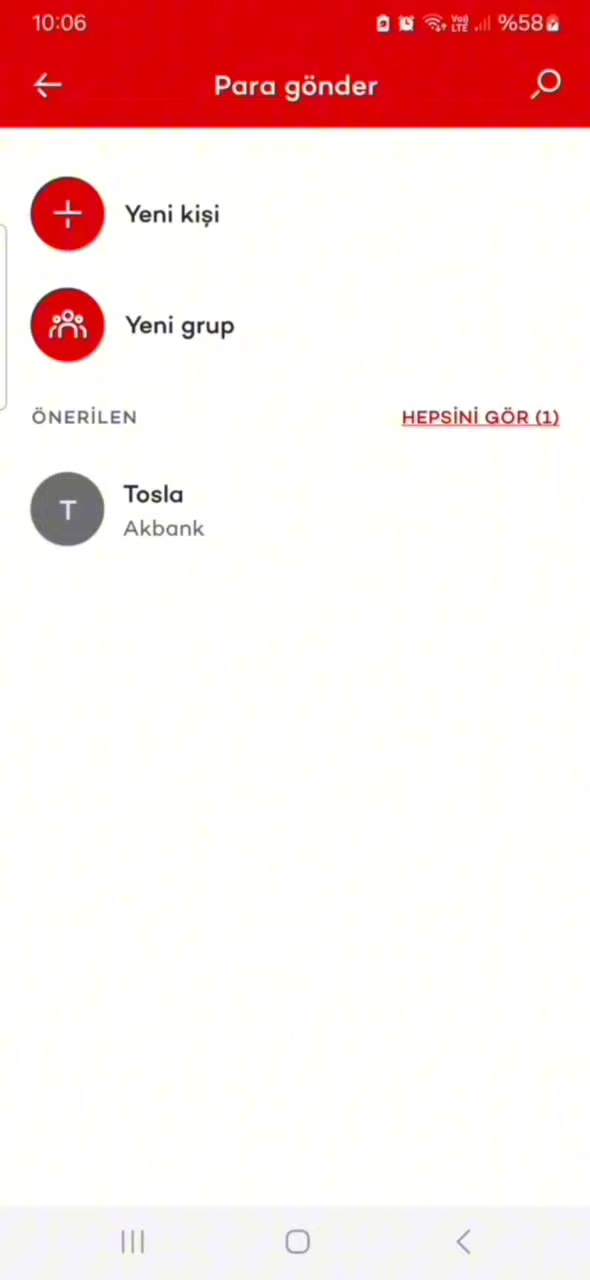 10:06 %58
Para gönder
Yeni kişi
Yeni grup
ÖNERİLEN HEPSİNİ GÖR (1)
T
Tosla
Akbank